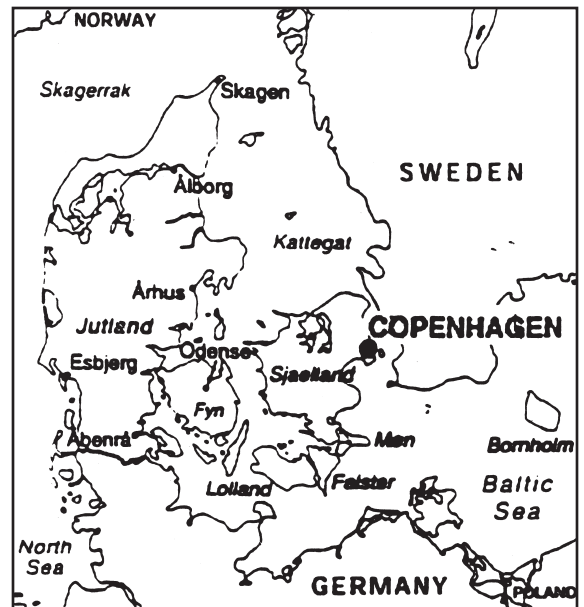 NORWAY
Skagerrak
Skagen
SWEDEN
Ålborg
Kattegat
Århus
Jutland
COPENHAGEN
Odense
Esbjerg
Sjaelland
Fyn
Åbenrå
Møn
Bornholm
Lolland
Falster
Baltic
Sea
North
Sea
GERMANY
POLAND